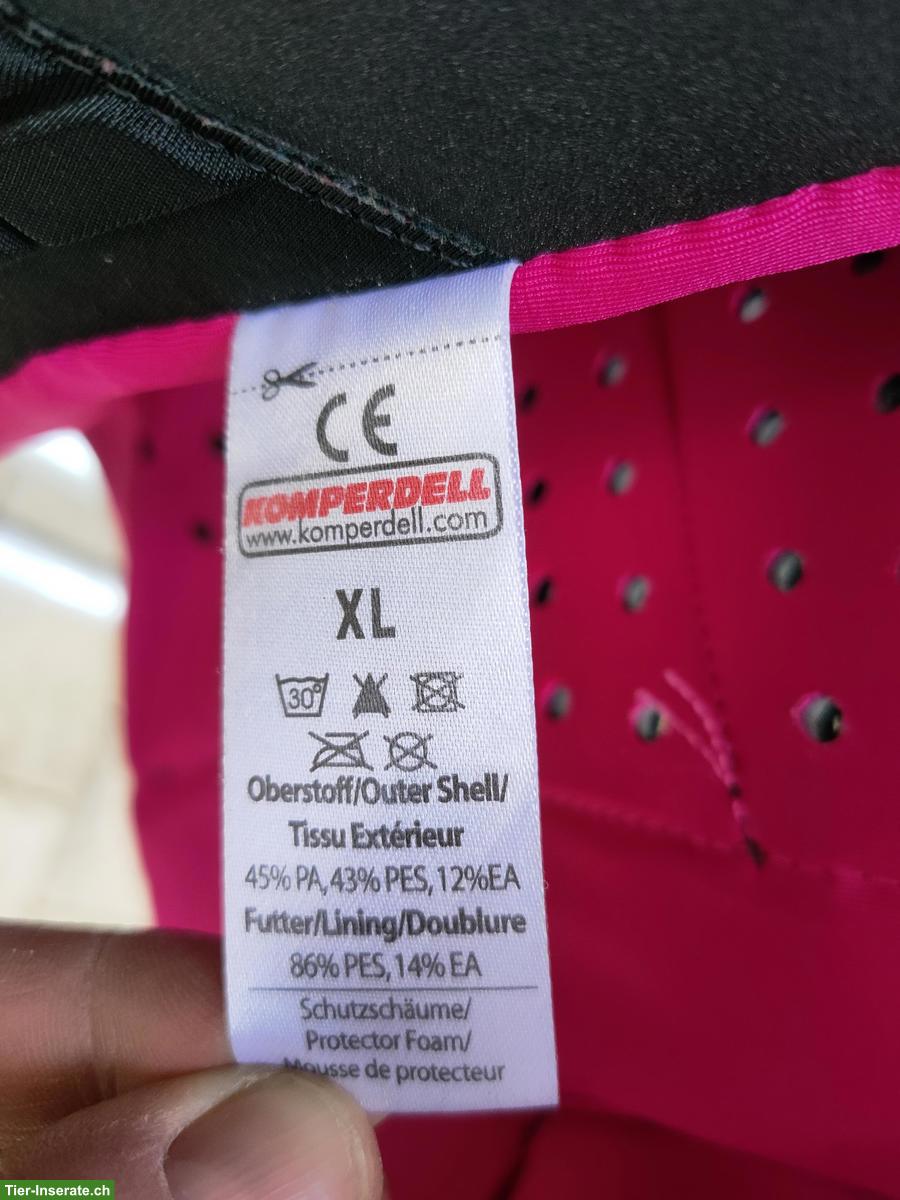 CE
KOMPERDELL
www.komperdell.com
XL
30°
Oberstoff/Outer Shell/
Tissu Extérieur
45% PA, 43% PES, 12%EA
Futter/Lining/Doublure
86% PES, 14% EA
Schutzschäume/
Protector Foam/
Mousse de protecteur
Tier-Inserate.ch